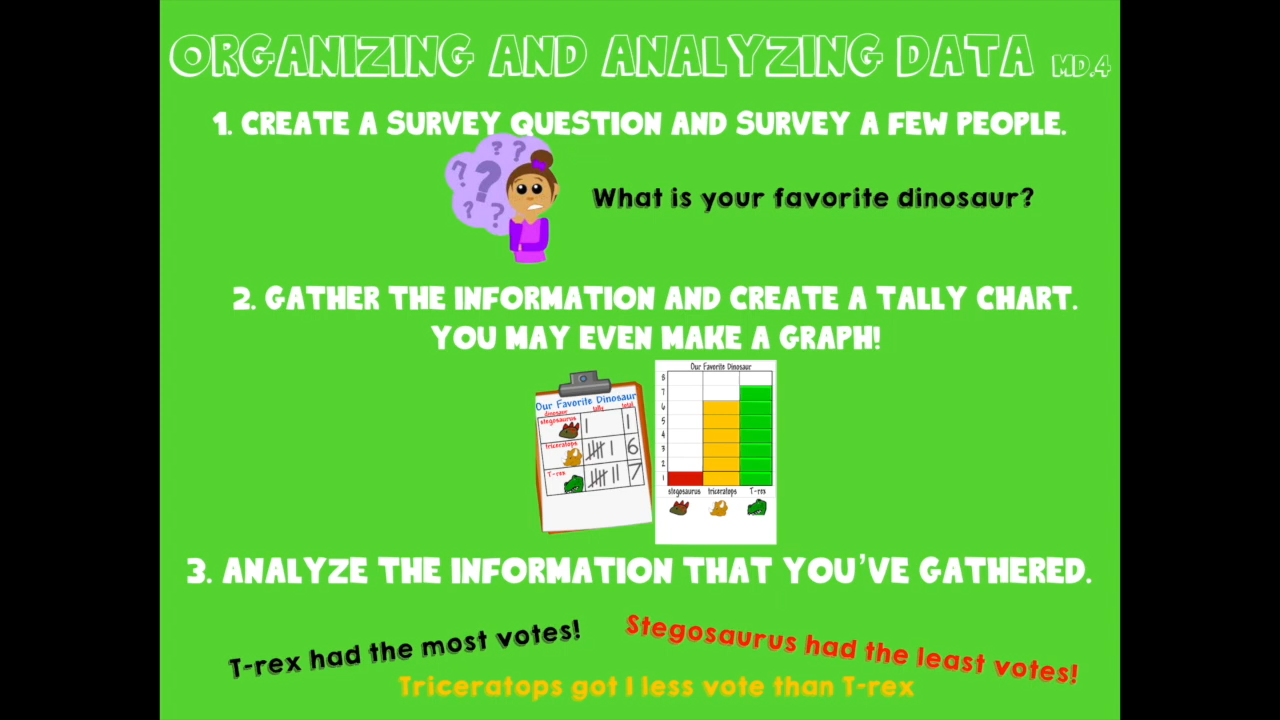 ORGANIZING AND ANALYZING DATA MD.4
1. CREATE A SURVEY QUESTION AND SURVEY A FEW PEOPLE.
? ? ? ? ? ?
What is your favorite dinosaur?
2. GATHER THE INFORMATION AND CREATE A TALLY CHART.
YOU MAY EVEN MAKE A GRAPH!
Our Favorite Dinosaur
dinosaur tally total
stegosaurus 1
triceratops 6
T-rex 7
Our Favorite Dinosaur
8
7
6
5
4
3
2
1
stegosaurus triceratops T-rex
3. ANALYZE THE INFORMATION THAT YOU'VE GATHERED.
T-rex had the most votes!
Stegosaurus had the least votes!
Triceratops got 1 less vote than T-rex